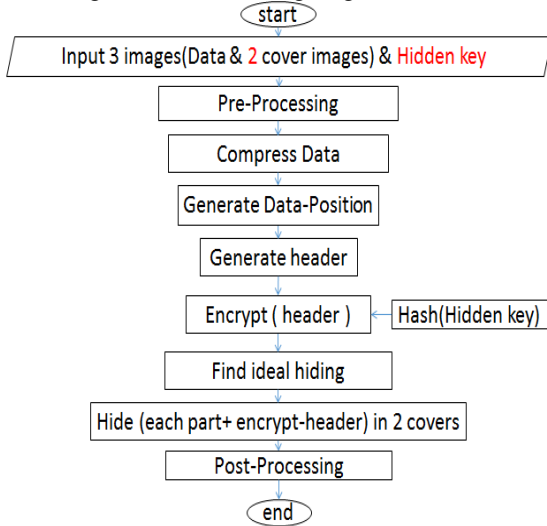 start
Input 3 images(Data & 2 cover images) & Hidden key
Pre-Processing
Compress Data
Generate Data-Position
Generate header
Encrypt ( header )
Hash(Hidden key)
Find ideal hiding
Hide (each part+ encrypt-header) in 2 covers
Post-Processing
end